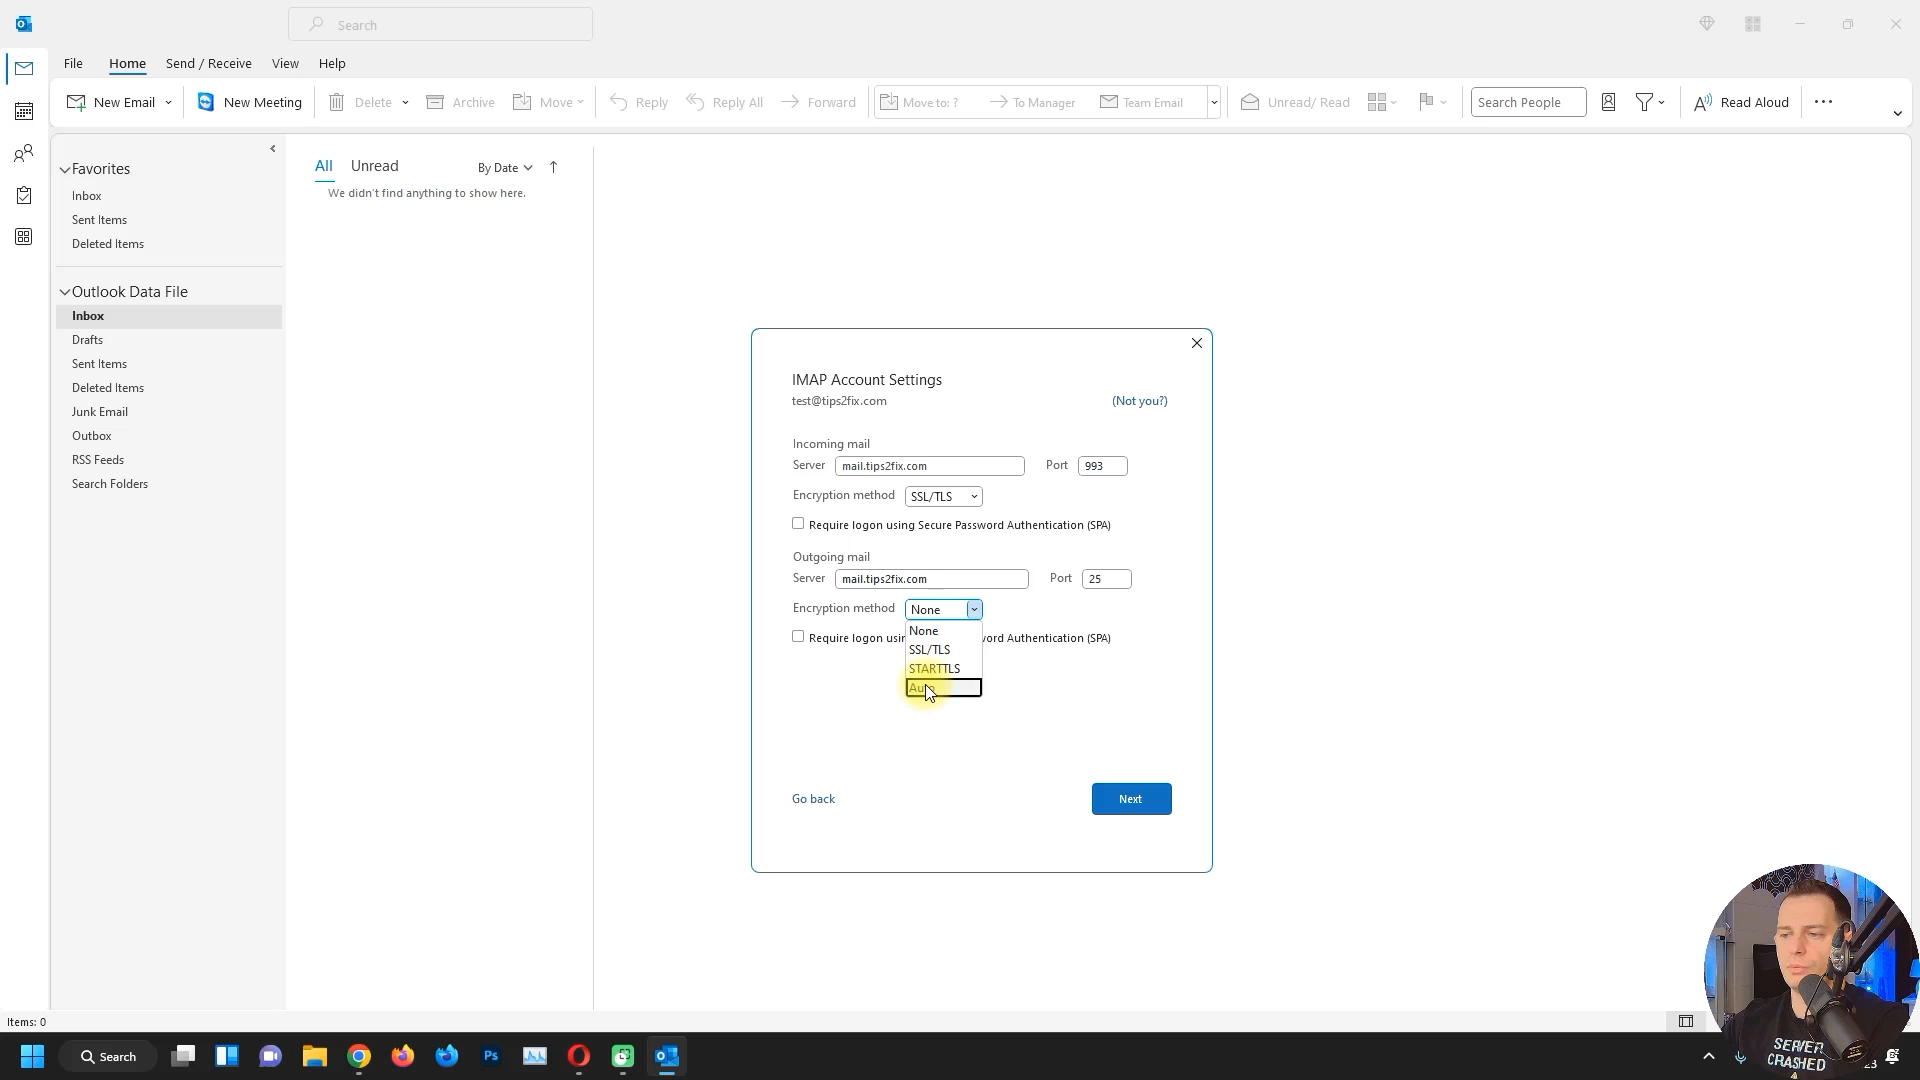 Search
File Home Send / Receive View Help
New Email New Meeting Delete Archive Move Reply Reply All Forward Move to: ? To Manager Team Email Unread/ Read Search People Read Aloud
Favorites
Inbox
Sent Items
Deleted Items
Outlook Data File
Inbox
Drafts
Sent Items
Deleted Items
Junk Email
Outbox
RSS Feeds
Search Folders
All Unread By Date
We didn't find anything to show here.
IMAP Account Settings
test@tips2fix.com (Not you?)
Incoming mail
Server mail.tips2fix.com Port 993
Encryption method SSL/TLS
Require logon using Secure Password Authentication (SPA)
Outgoing mail
Server mail.tips2fix.com Port 25
Encryption method None
None
Require logon Authentication (SPA)
SSL/TLS
STARTTLS
Auto
Go back Next
Items: 0
Search
Ps
SERVER
CRASHED